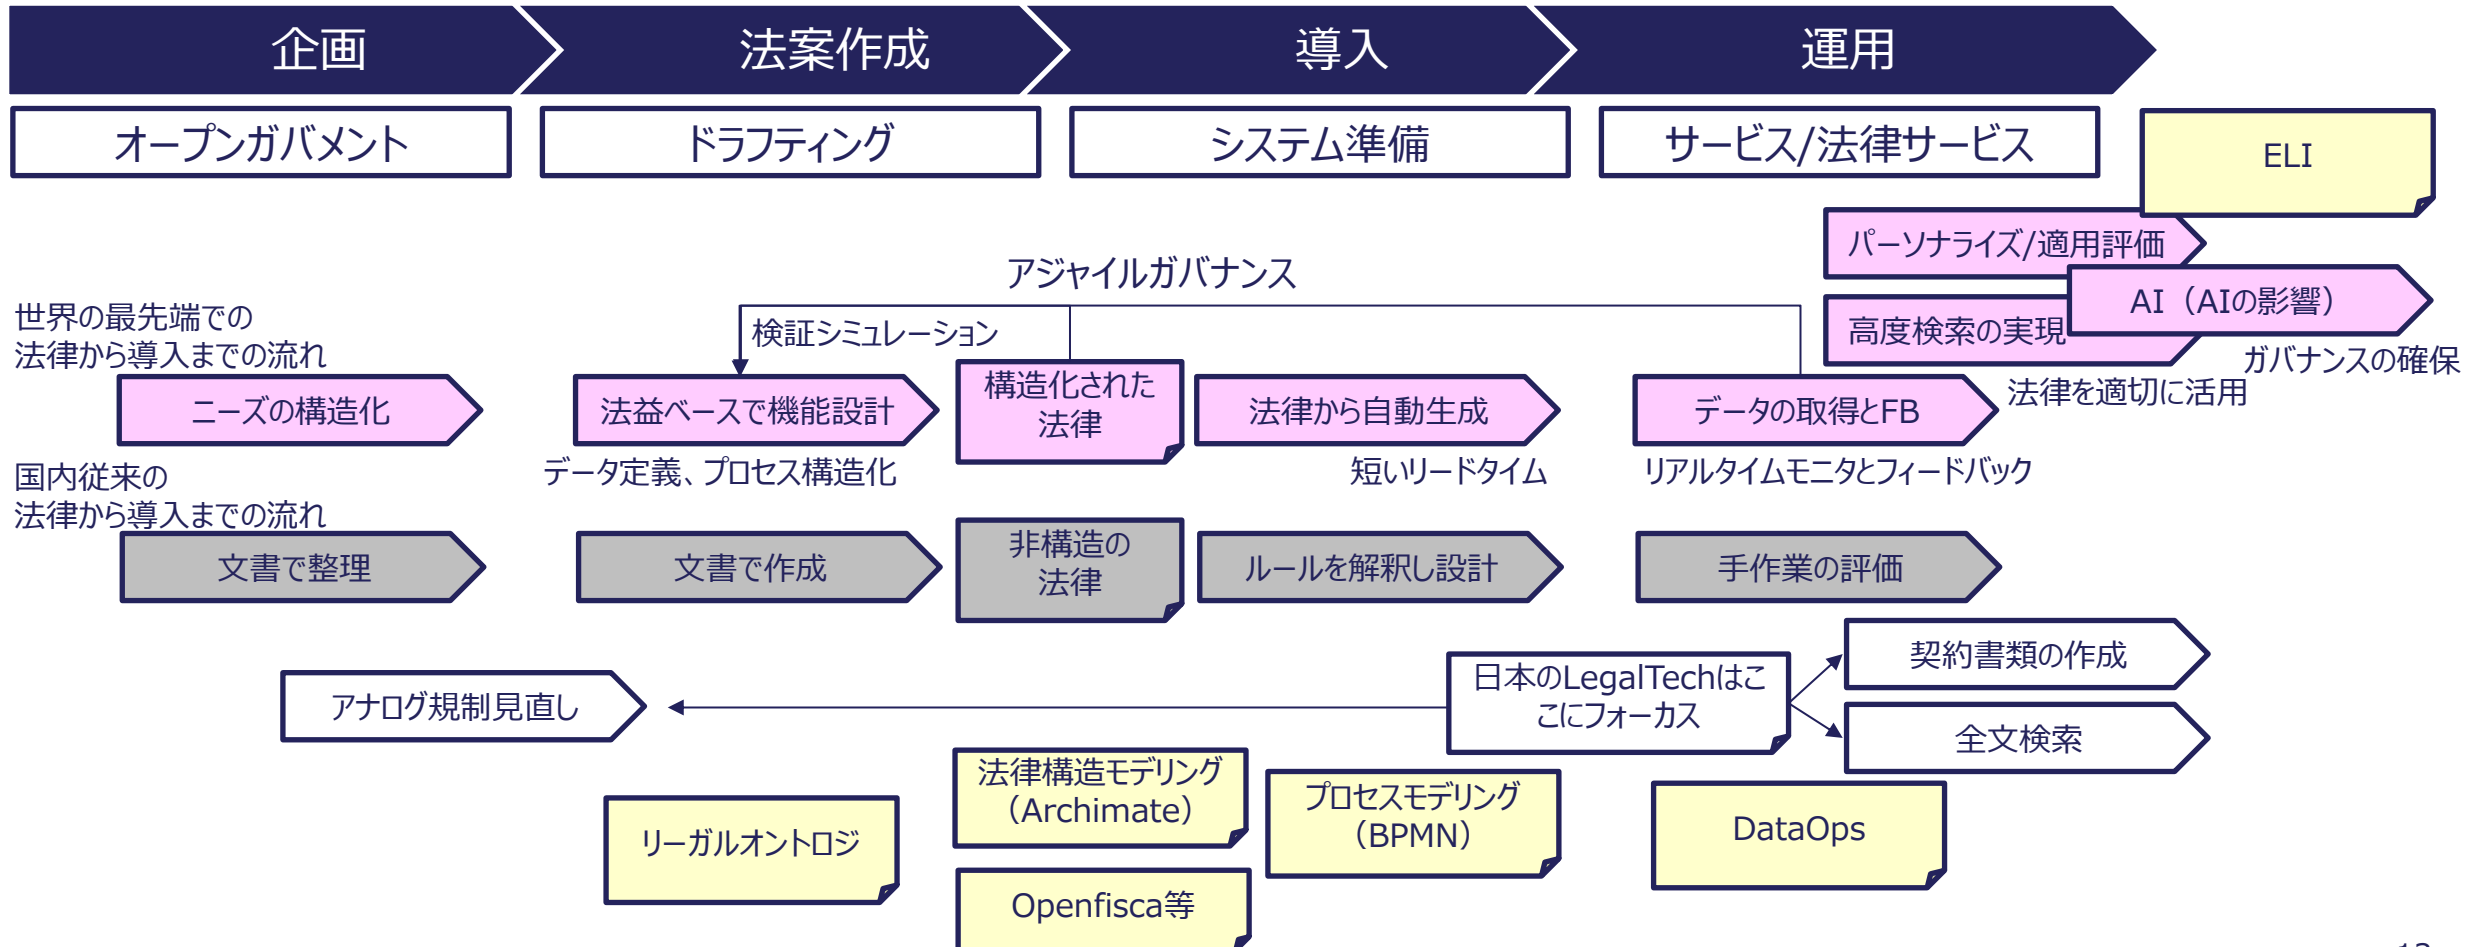 企画
法案作成
導入
運用
オープンガバメント
ドラフティング
システム準備
サービス/法律サービス
ELI
パーソナライズ/適用評価
アジャイルガバナンス
AI（AIの影響）
世界の最先端での
法律から導入までの流れ
検証シミュレーション
高度検索の実現
ガバナンスの確保
ニーズの構造化
法益ベースで機能設計
構造化された
法律
法律から自動生成
データの取得とFB
法律を適切に活用
データ定義、プロセス構造化
短いリードタイム
リアルタイムモニタとフィードバック
国内従来の
法律から導入までの流れ
文書で整理
文書で作成
非構造の
法律
ルールを解釈し設計
手作業の評価
アナログ規制見直し
日本のLegalTechはこ
こにフォーカス
契約書類の作成
全文検索
リーガルオントロジ
法律構造モデリング
（Archimate）
プロセスモデリング
（BPMN）
DataOps
Openfisca等